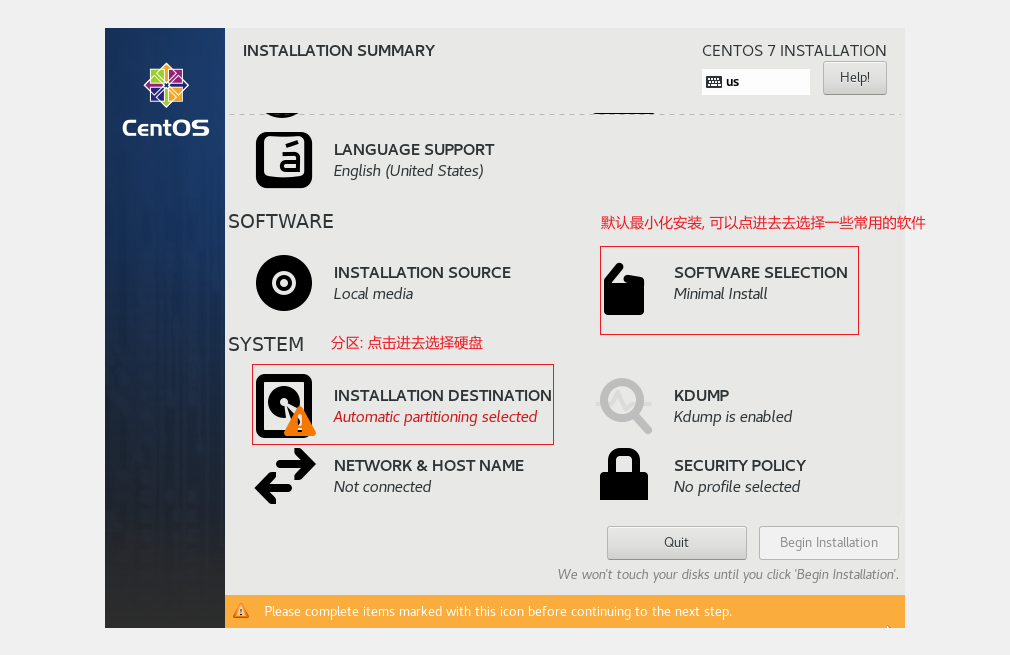 INSTALLATION SUMMARY
CENTOS 7 INSTALLATION
us
Help!
CentOS
LANGUAGE SUPPORT
English (United States)
SOFTWARE
默认最小化安装, 可以点进去去选择一些常用的软件
INSTALLATION SOURCE
Local media
SOFTWARE SELECTION
Minimal Install
SYSTEM
分区: 点击进去选择硬盘
INSTALLATION DESTINATION
Automatic partitioning selected
KDUMP
Kdump is enabled
NETWORK & HOST NAME
Not connected
SECURITY POLICY
No profile selected
Quit
Begin Installation
We won't touch your disks until you click 'Begin Installation'.
Please complete items marked with this icon before continuing to the next step.